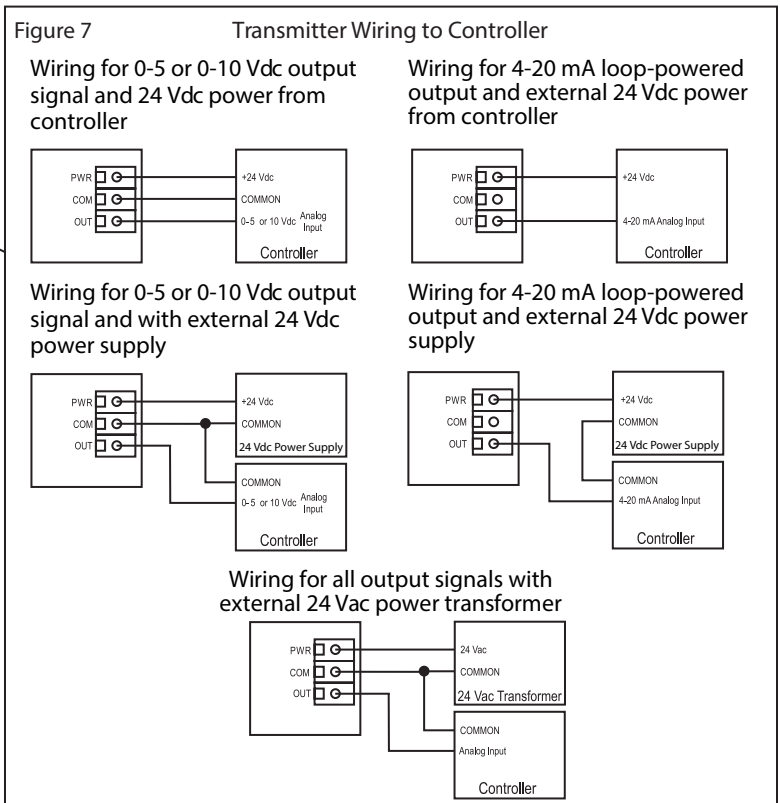 Figure 7 Transmitter Wiring to Controller
Wiring for 0-5 or 0-10 Vdc output
signal and 24 Vdc power from
controller
PWR
COM
OUT
+24 Vdc
COMMON
0-5 or 10 Vdc Analog
Input
Controller
Wiring for 4-20 mA loop-powered
output and external 24 Vdc power
from controller
PWR
COM
OUT
+24 Vdc
4-20 mA Analog Input
Controller
Wiring for 0-5 or 0-10 Vdc output
signal and with external 24 Vdc
power supply
PWR
COM
OUT
+24 Vdc
COMMON
24 Vdc Power Supply
COMMON
0-5 or 10 Vdc Analog
Input
Controller
Wiring for 4-20 mA loop-powered
output and external 24 Vdc power
supply
PWR
COM
OUT
+24 Vdc
COMMON
24 Vdc Power Supply
COMMON
4-20 mA Analog Input
Controller
Wiring for all output signals with
external 24 Vac power transformer
PWR
COM
OUT
24 Vac
COMMON
24 Vac Transformer
COMMON
Analog Input
Controller